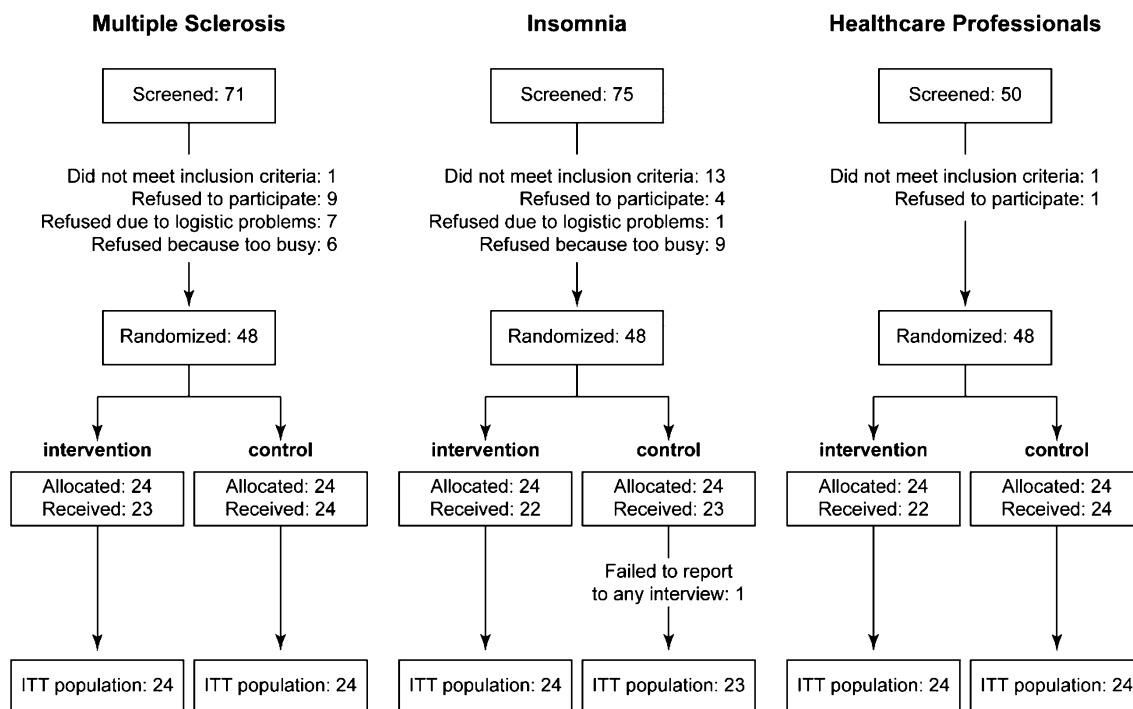 Multiple Sclerosis
Screened: 71
Did not meet inclusion criteria: 1
Refused to participate: 9
Refused due to logistic problems: 7
Refused because too busy: 6
Randomized: 48
intervention
control
Allocated: 24
Received: 23
Allocated: 24
Received: 24
ITT population: 24
ITT population: 24
Insomnia
Screened: 75
Did not meet inclusion criteria: 13
Refused to participate: 4
Refused due to logistic problems: 1
Refused because too busy: 9
Randomized: 48
intervention
control
Allocated: 24
Received: 22
Allocated: 24
Received: 23
Failed to report
to any interview: 1
ITT population: 24
ITT population: 23
Healthcare Professionals
Screened: 50
Did not meet inclusion criteria: 1
Refused to participate: 1
Randomized: 48
intervention
control
Allocated: 24
Received: 22
Allocated: 24
Received: 24
ITT population: 24
ITT population: 24